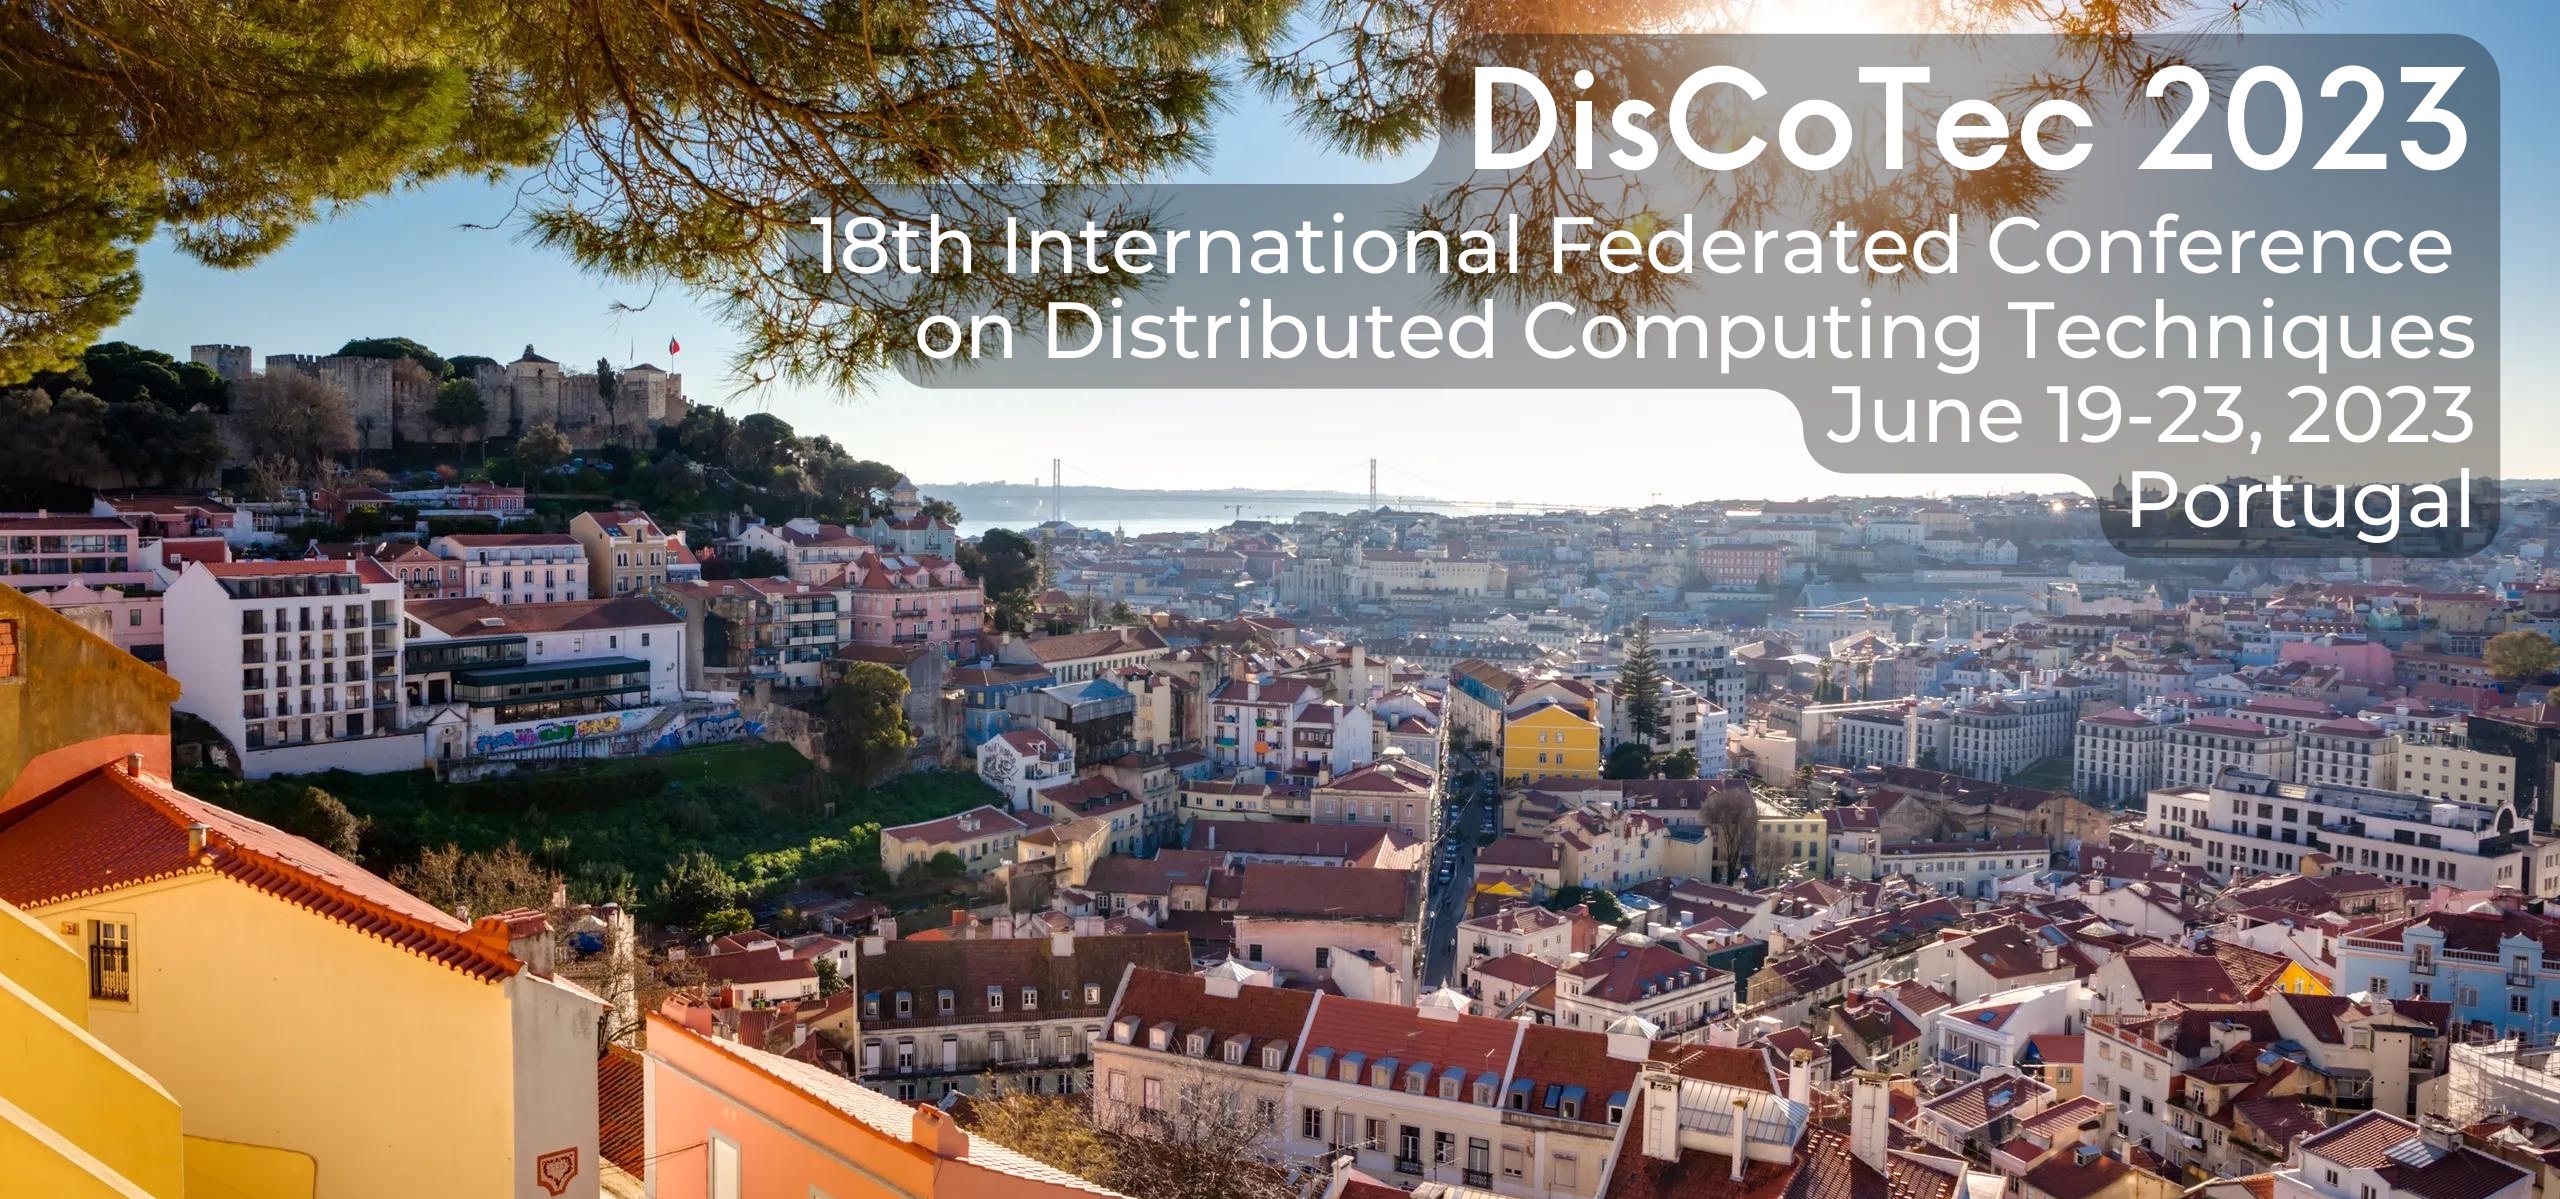 DisCoTec 2023
18th International Federated Conference
on Distributed Computing Techniques
June 19-23, 2023
Portugal